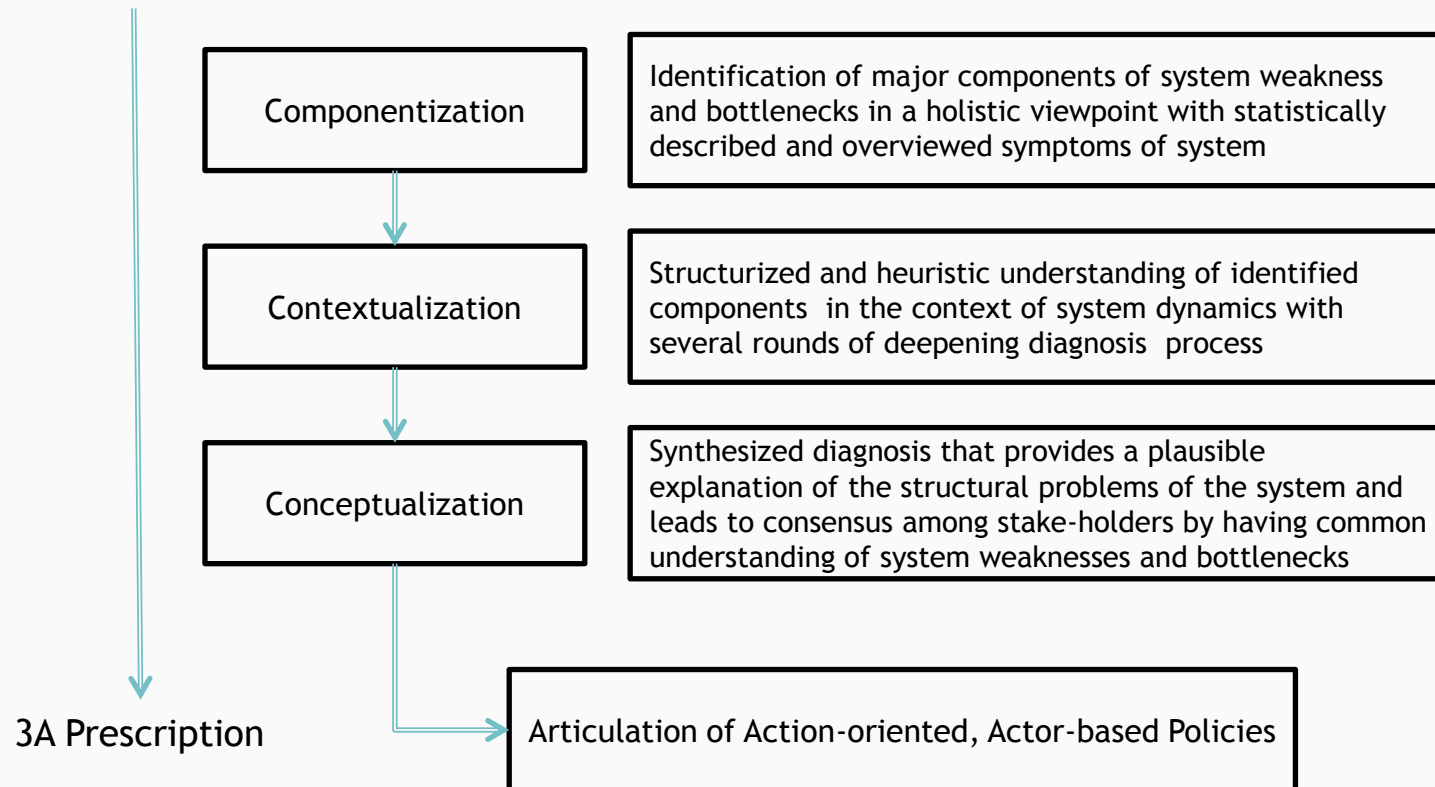 Componentization
Identification of major components of system weakness
and bottlenecks in a holistic viewpoint with statistically
described and overviewed symptoms of system
Contextualization
Structurized and heuristic understanding of identified
components in the context of system dynamics with
several rounds of deepening diagnosis process
Conceptualization
Synthesized diagnosis that provides a plausible
explanation of the structural problems of the system and
leads to consensus among stake-holders by having common
understanding of system weaknesses and bottlenecks
3A Prescription
Articulation of Action-oriented, Actor-based Policies